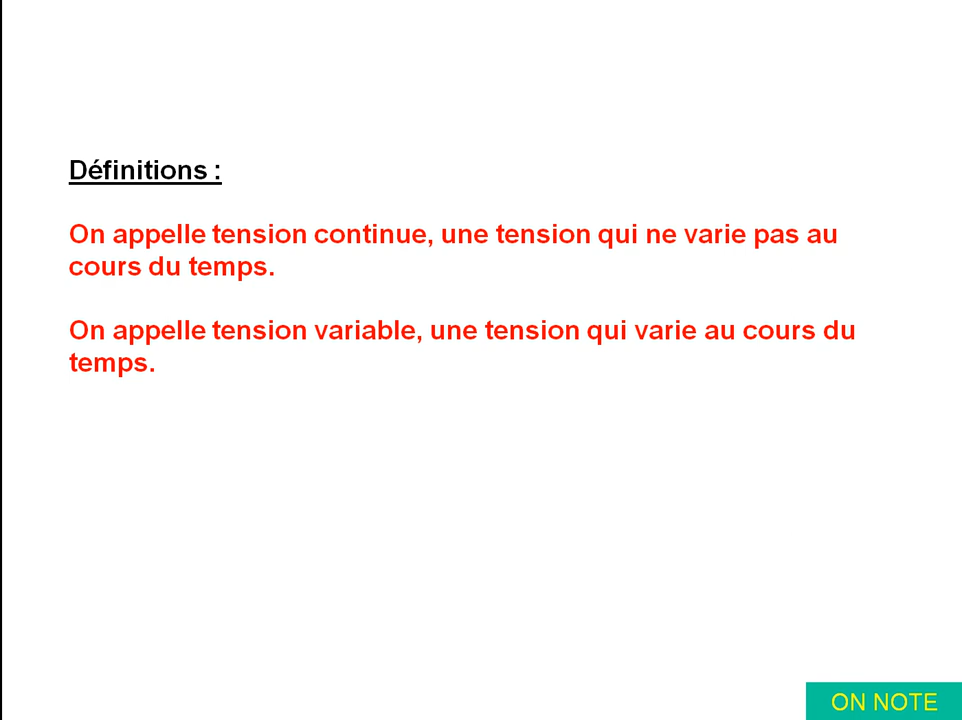 Définitions :
On appelle tension continue, une tension qui ne varie pas au
cours du temps.
On appelle tension variable, une tension qui varie au cours du
temps.
ON NOTE